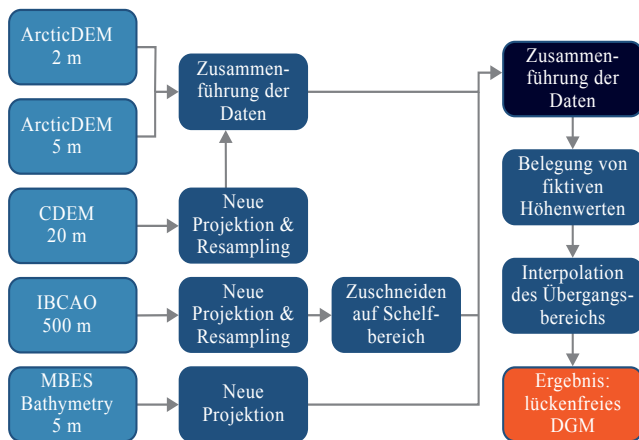 ArcticDEM
2 m
ArcticDEM
5 m
Zusammen-
führung der
Daten
CDEM
20 m
Neue
Projektion &
Resampling
IBCAO
500 m
Neue
Projektion &
Resampling
Zuschneiden
auf Schelf-
bereich
MBES
Bathymetry
5 m
Neue
Projektion
Zusammen-
führung der
Daten
Belegung von
fiktiven
Höhenwerten
Interpolation
des Übergangs-
bereichs
Ergebnis:
lückenfreies
DGM